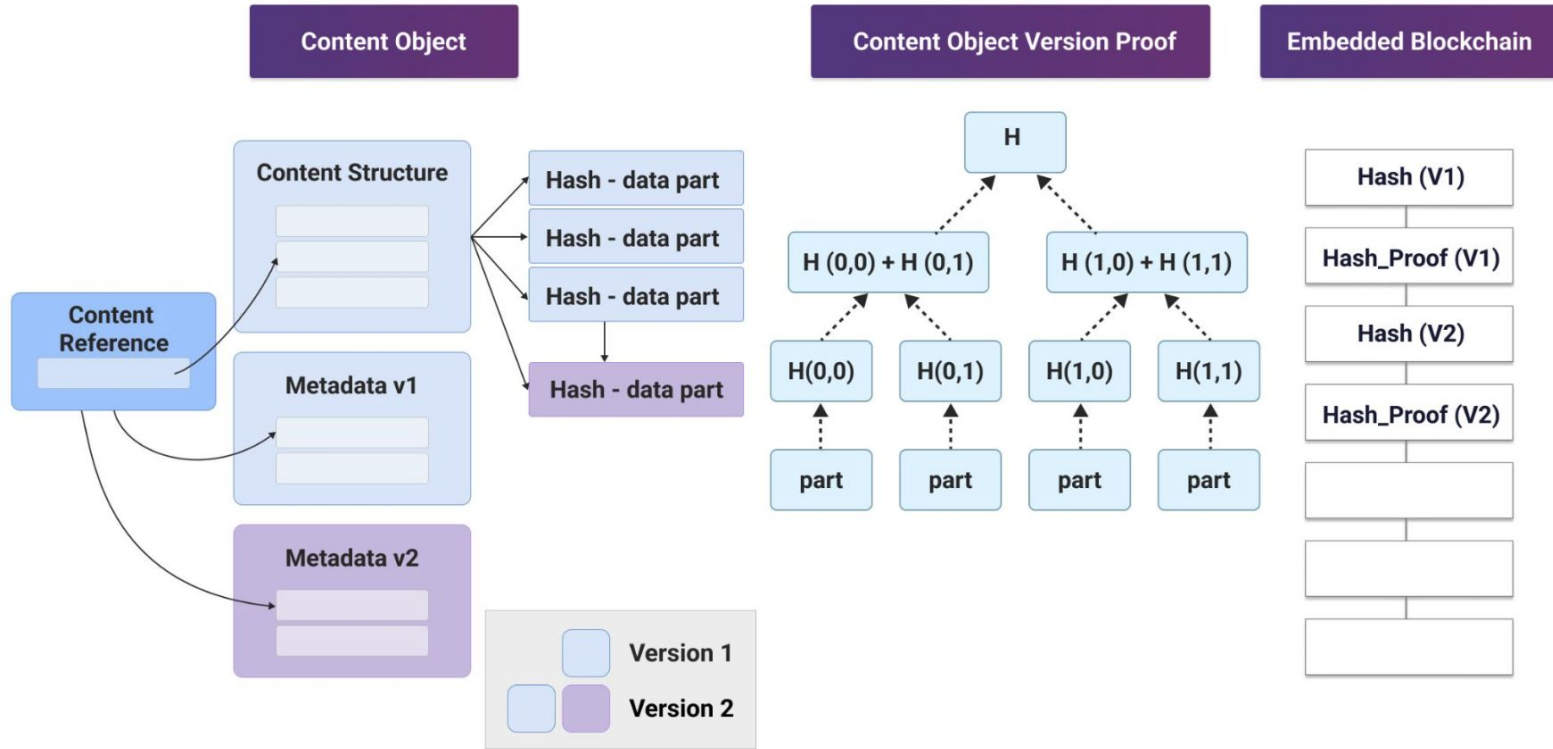 Content Object
Content Object Version Proof
Embedded Blockchain
Content Structure
Hash - data part
Hash - data part
Hash - data part
Hash - data part
Content
Reference
Metadata v1
Metadata v2
Version 1
Version 2
H
H (0,0) + H (0,1)
H (1,0) + H (1,1)
H(0,0)
H(0,1)
H(1,0)
H(1,1)
part
part
part
part
Hash (V1)
Hash_Proof (V1)
Hash (V2)
Hash_Proof (V2)